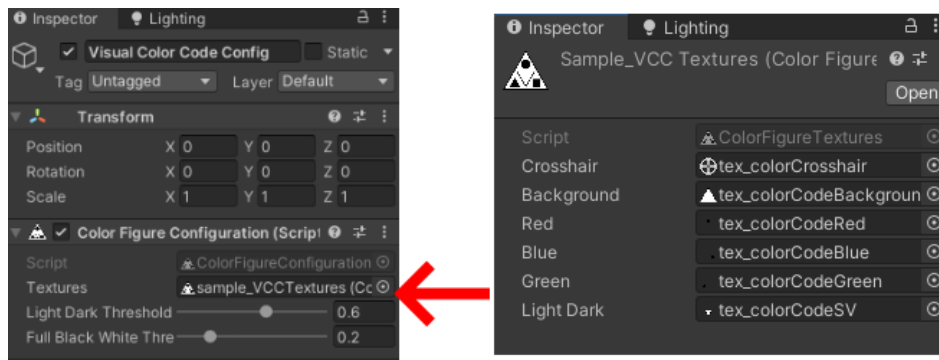 Inspector Lighting
Visual Color Code Config Static
Tag Untagged Layer Default
Transform
Position X 0 Y 0 Z 0
Rotation X 0 Y 0 Z 0
Scale X 1 Y 1 Z 1
Color Figure Configuration (Script
Script ColorFigureConfiguration
Textures sample_VCCTextures (Co
Light Dark Threshold 0.6
Full Black White Thre 0.2
Inspector Lighting
Sample_VCC Textures (Color Figure
Open
Script ColorFigureTextures
Crosshair tex_colorCrosshair
Background tex_colorCodeBackgroun
Red tex_colorCodeRed
Blue tex_colorCodeBlue
Green tex_colorCodeGreen
Light Dark tex_colorCodeSV